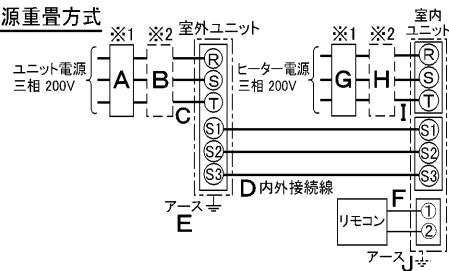 源重畳方式
※1 ※2 室外ユニット
ユニット電源
三相 200V
A B
R
S
T
C
S1
S2
S3
アース
E
D 内外接続線
※1 ※2 室内
ユニット
ヒーター電源
三相 200V
G H
R
S
T
I
S1
S2
S3
F
リモコン
①
②
アース J